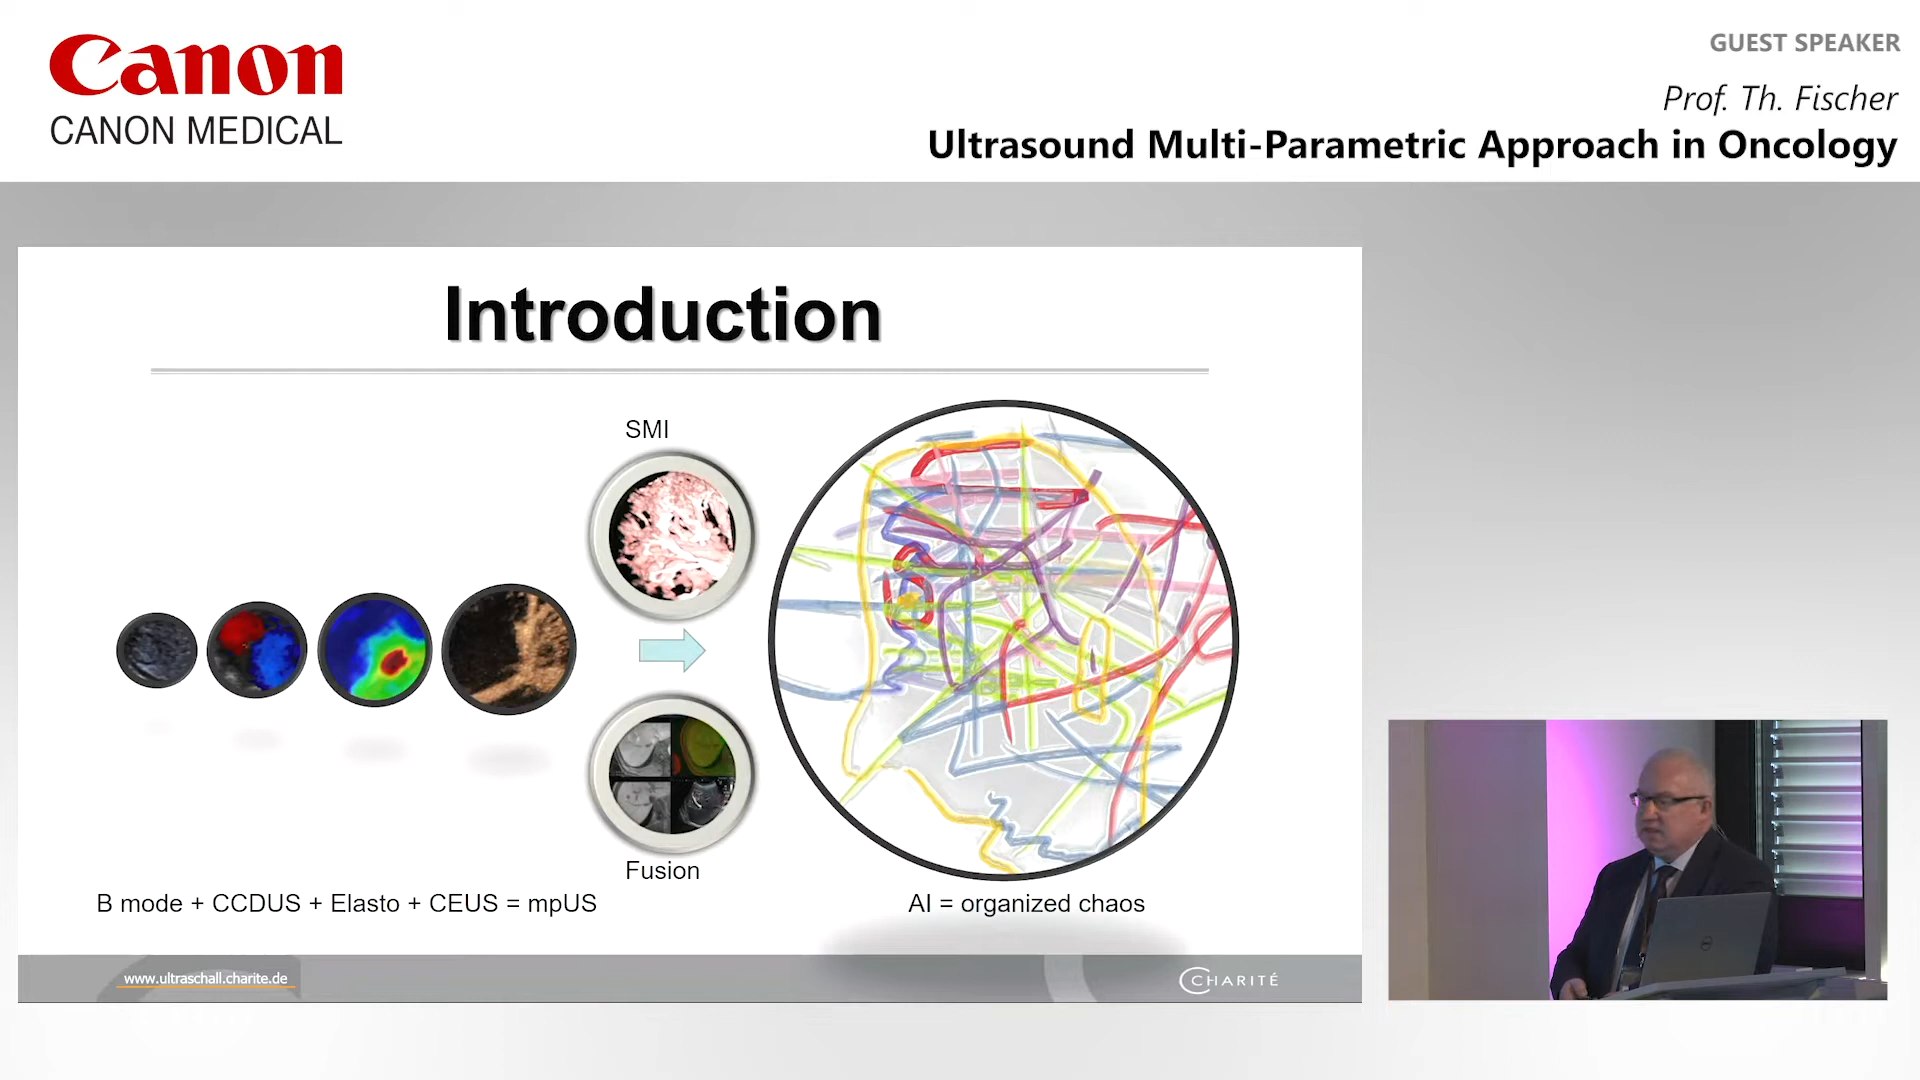 Canon
CANON MEDICAL
GUEST SPEAKER
Prof. Th. Fischer
Ultrasound Multi-Parametric Approach in Oncology
Introduction
SMI
Fusion
B mode + CCDUS + Elasto + CEUS = mpUS
AI = organized chaos
www.ultraschall.charite.de
CHARITÉ
DELL